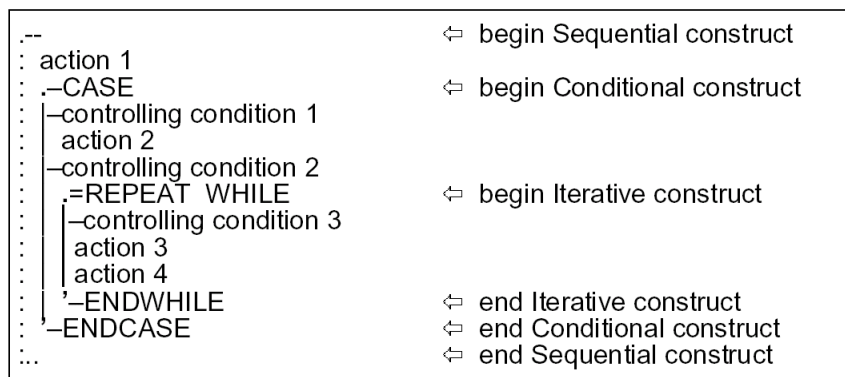 .-- ⇦ begin Sequential construct
: action 1
: .–CASE ⇦ begin Conditional construct
: |–controlling condition 1
: | action 2
: |–controlling condition 2
: | .=REPEAT WHILE ⇦ begin Iterative construct
: | |–controlling condition 3
: | | action 3
: | | action 4
: | ’–ENDWHILE ⇦ end Iterative construct
: ’–ENDCASE ⇦ end Conditional construct
:.. ⇦ end Sequential construct